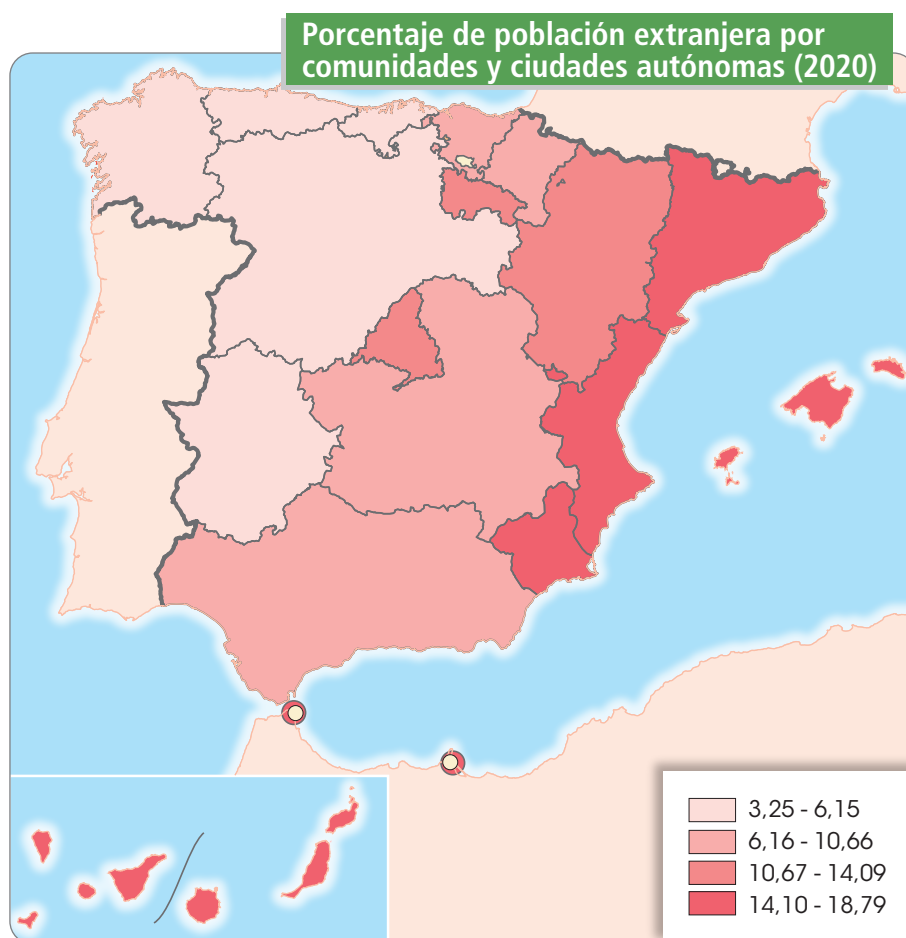 Porcentaje de población extranjera por
comunidades y ciudades autónomas (2020)
3,25 - 6,15
6,16 - 10,66
10,67 - 14,09
14,10 - 18,79